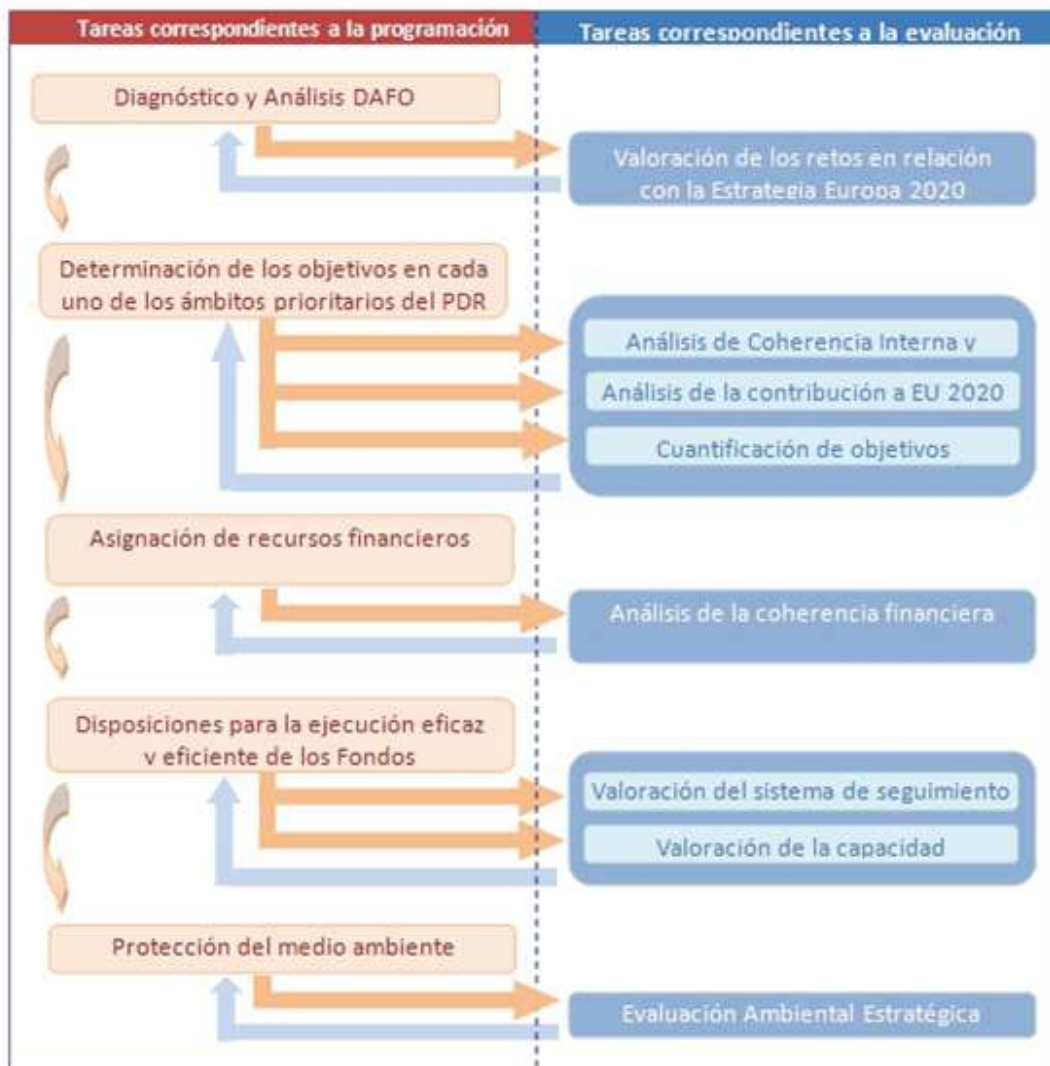 Tareas correspondientes a la programación
Tareas correspondientes a la evaluación
Diagnóstico y Análisis DAFO
Valoración de los retos en relación
con la Estrategia Europa 2020
Determinación de los objetivos en cada
uno de los ámbitos prioritarios del PDR
Análisis de Coherencia Interna y
Análisis de la contribución a EU 2020
Cuantificación de objetivos
Asignación de recursos financieros
Análisis de la coherencia financiera
Disposiciones para la ejecución eficaz
y eficiente de los Fondos
Valoración del sistema de seguimiento
Valoración de la capacidad
Protección del medio ambiente
Evaluación Ambiental Estratégica